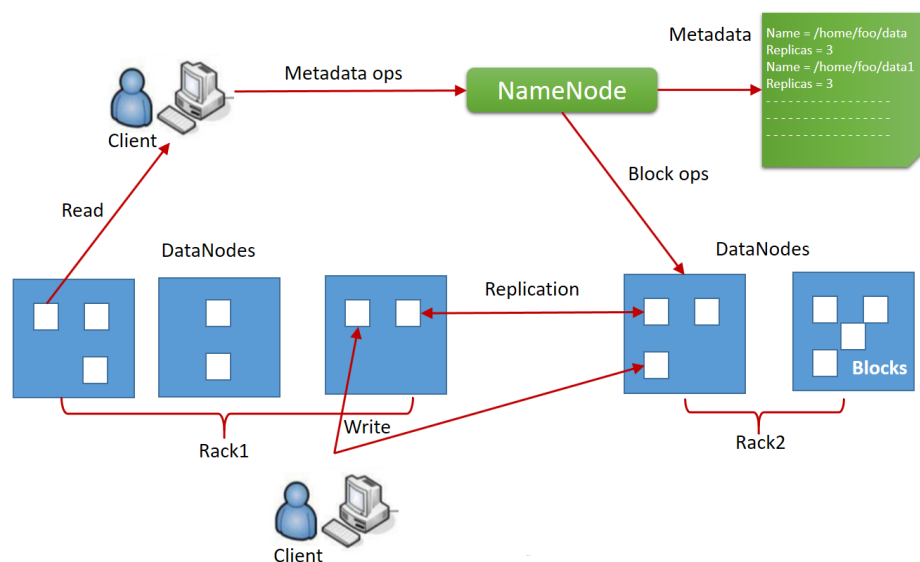 Metadata
Name = /home/foo/data
Replicas = 3
Name = /home/foo/data1
Replicas = 3
- - - - - - - - - - - - - - - - - -
- - - - - - - - - - - - - - - - - -
- - - - - - - - - - - - - - - - - -
Metadata ops
NameNode
Client
Block ops
Read
DataNodes
DataNodes
Replication
Blocks
Write
Rack1
Rack2
Client